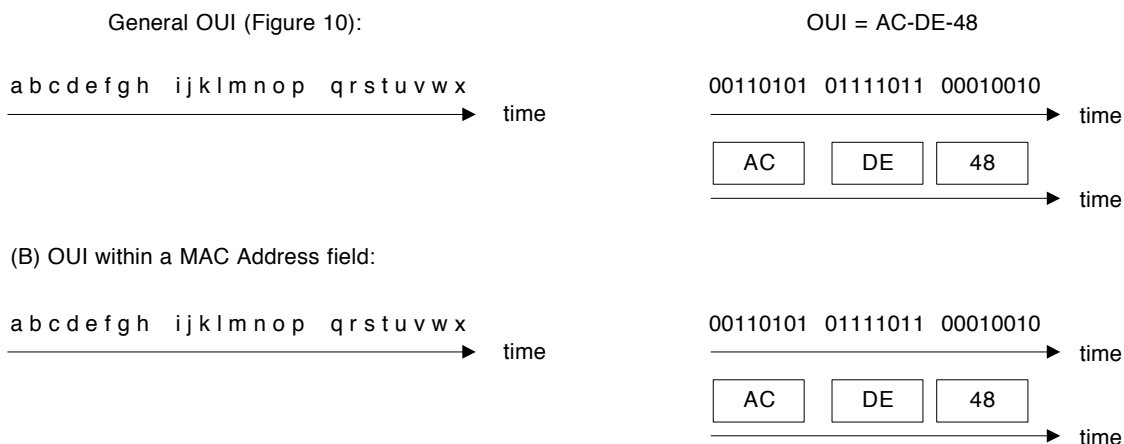 General OUI (Figure 10): OUI = AC-DE-48
a b c d e f g h i j k l m n o p q r s t u v w x 00110101 01111011 00010010
time time
AC DE 48
time
(B) OUI within a MAC Address field:
a b c d e f g h i j k l m n o p q r s t u v w x 00110101 01111011 00010010
time time
AC DE 48
time